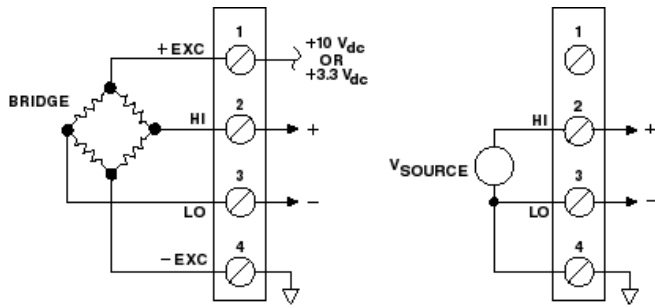 1
+EXC
+10 Vdc
OR
+3.3 Vdc
BRIDGE
2
HI
+
3
LO
−
4
−EXC
1
2
HI
+
VSOURCE
3
LO
−
4